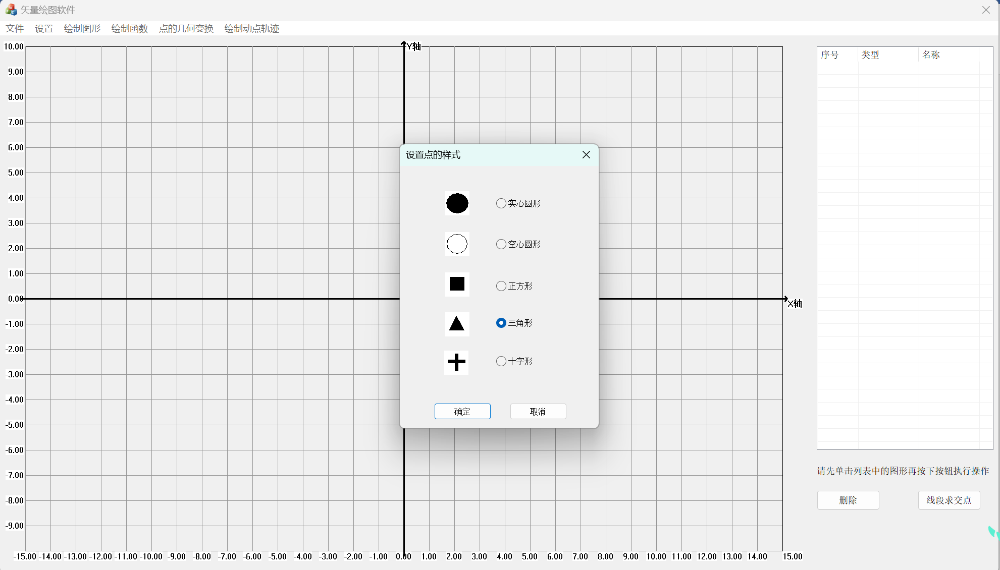 矢量绘图软件
文件 设置 绘制图形 绘制函数 点的几何变换 绘制动点轨迹
Y轴
10.00
9.00
8.00
7.00
6.00
5.00
4.00
3.00
2.00
1.00
0.00
-1.00
-2.00
-3.00
-4.00
-5.00
-6.00
-7.00
-8.00
-9.00
-15.00 -14.00 -13.00 -12.00 -11.00 -10.00 -9.00 -8.00 -7.00 -6.00 -5.00 -4.00 -3.00 -2.00 -1.00 0.00 1.00 2.00 3.00 4.00 5.00 6.00 7.00 8.00 9.00 10.00 11.00 12.00 13.00 14.00 15.00
X轴
设置点的样式
实心圆形
空心圆形
正方形
三角形
十字形
确定 取消
序号 类型 名称
请先单击列表中的图形再按下按钮执行操作
删除 线段求交点